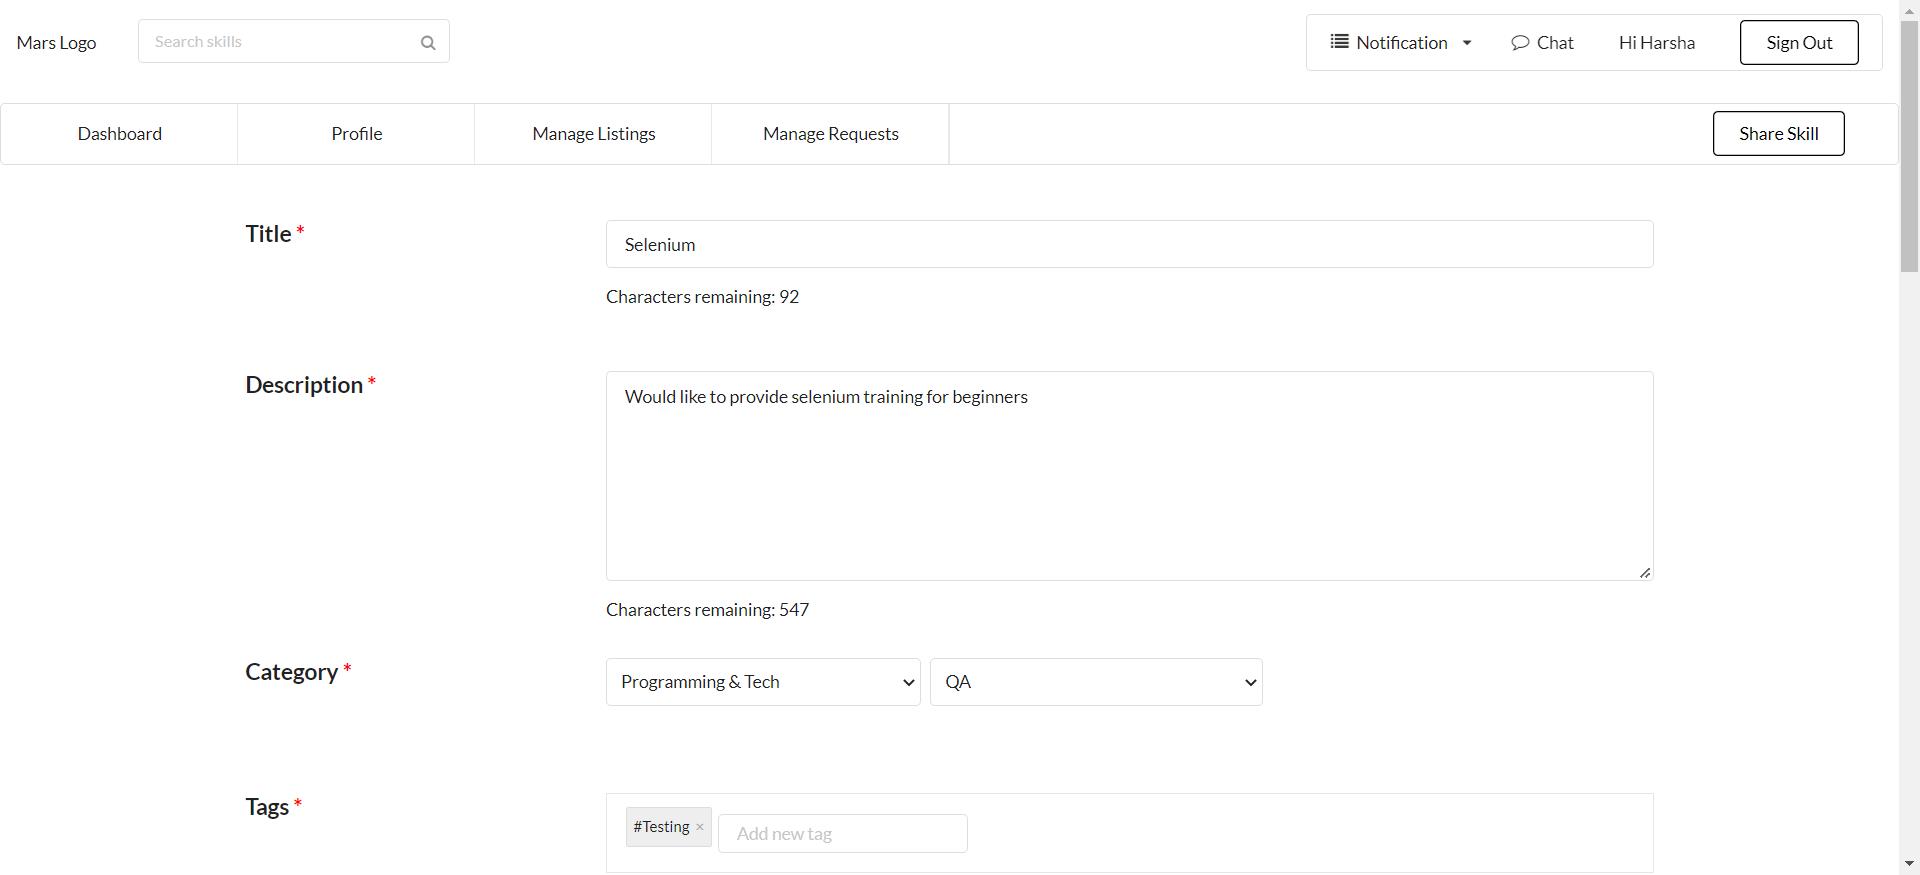 Mars Logo
Search skills
Notification
Chat
Hi Harsha
Sign Out
Dashboard
Profile
Manage Listings
Manage Requests
Share Skill
Title *
Selenium
Characters remaining: 92
Description *
Would like to provide selenium training for beginners
Characters remaining: 547
Category *
Programming & Tech
QA
Tags *
#Testing ×
Add new tag